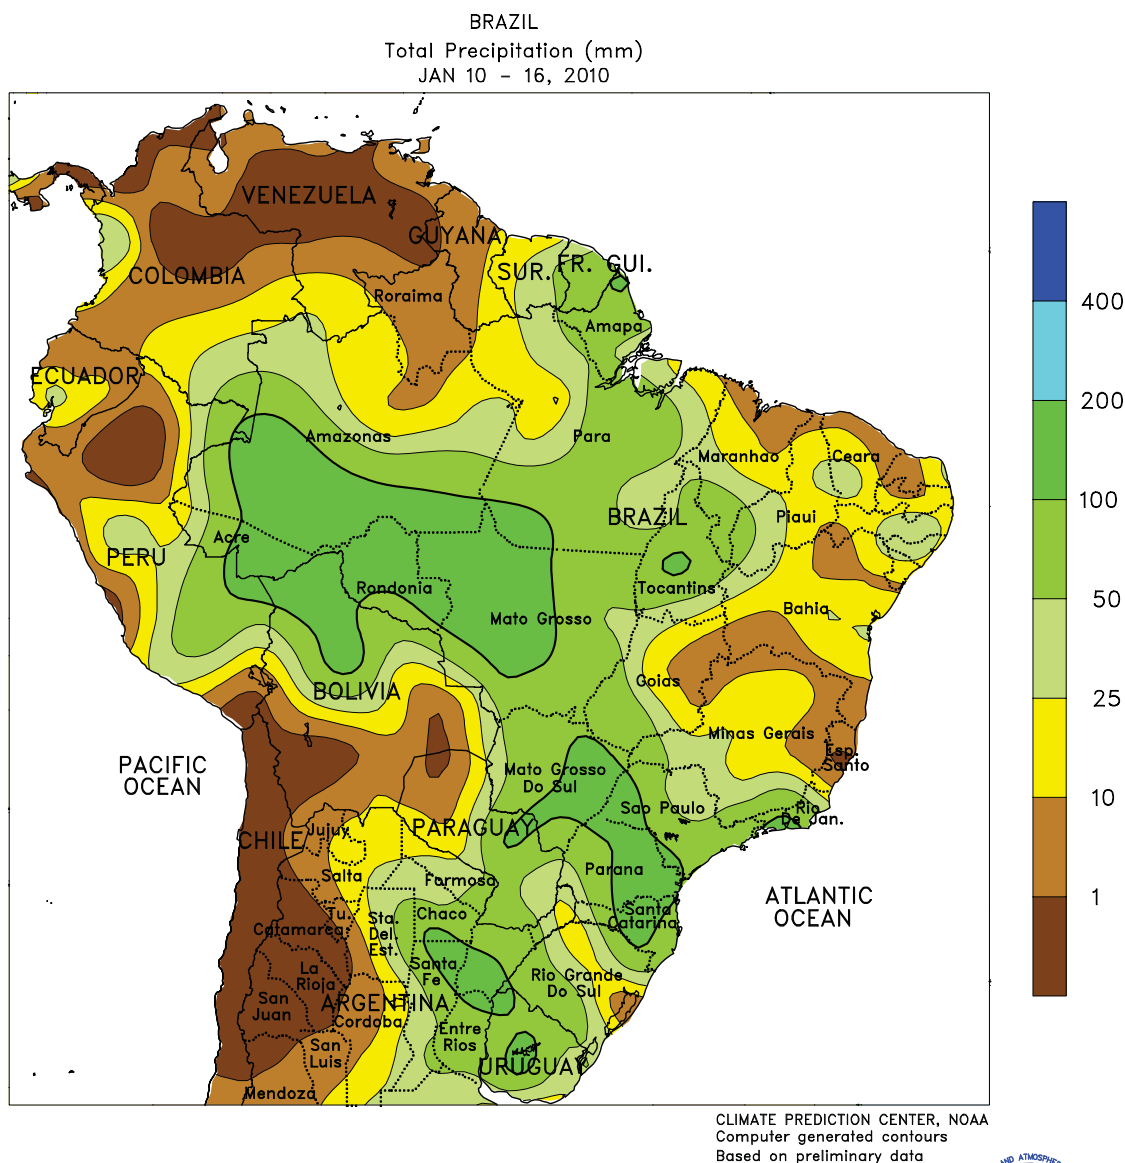 BRAZIL
Total Precipitation (mm)
JAN 10 - 16, 2010
VENEZUELA
GUYANA
COLOMBIA
SUR.
FR. GUI.
Roraima
Amapa
ECUADOR
Amazonas
Para
Maranhao
Ceara
BRAZIL
Piaui
Acre
PERU
Rondonia
Tocantins
Mato Grosso
Bahia
Goias
BOLIVIA
Minas Gerais
Esp.
Santo
PACIFIC
OCEAN
Mato Grosso
Do Sul
Sao Paulo
Rio
De Jan.
CHILE
Jujuy
PARAGUAY
Salta
Formosa
Parana
Tu.
Sta.
Del
Est.
Chaco
Santa
Catarina
ATLANTIC
OCEAN
Catamarca
La
Rioja
Santa
Fe
Rio Grande
Do Sul
San
Juan
ARGENTINA
Cordoba
Entre
Rios
San
Luis
URUGUAY
Mendoza
400
200
100
50
25
10
1
CLIMATE PREDICTION CENTER, NOAA
Computer generated contours
Based on preliminary data
AND ATMOSPHE